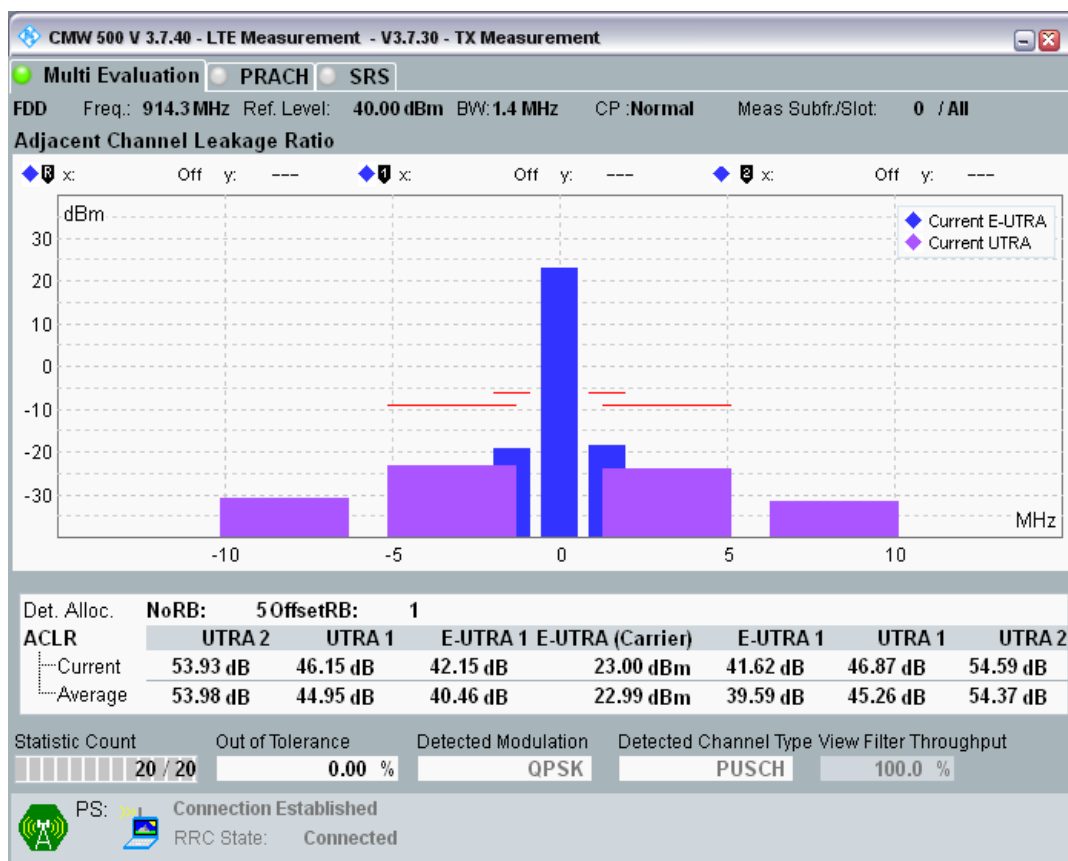 CMW 500 V 3.7.40 - LTE Measurement - V3.7.30 - TX Measurement
Multi Evaluation PRACH SRS
FDD Freq.: 914.3 MHz Ref. Level: 40.00 dBm BW: 1.4 MHz CP :Normal Meas Subfr./Slot: 0 / All
Adjacent Channel Leakage Ratio
R x: Off y: --- 1 x: Off y: --- 2 x: Off y: ---
dBm
Current E-UTRA
Current UTRA
30
20
10
0
-10
-20
-30
MHz
-10 -5 0 5 10
Det. Alloc. NoRB: 5 OffsetRB: 1
ACLR UTRA 2 UTRA 1 E-UTRA 1 E-UTRA (Carrier) E-UTRA 1 UTRA 1 UTRA 2
Current 53.93 dB 46.15 dB 42.15 dB 23.00 dBm 41.62 dB 46.87 dB 54.59 dB
Average 53.98 dB 44.95 dB 40.46 dB 22.99 dBm 39.59 dB 45.26 dB 54.37 dB
Statistic Count Out of Tolerance Detected Modulation Detected Channel Type View Filter Throughput
20 / 20 0.00 % QPSK PUSCH 100.0 %
PS: Connection Established
RRC State: Connected